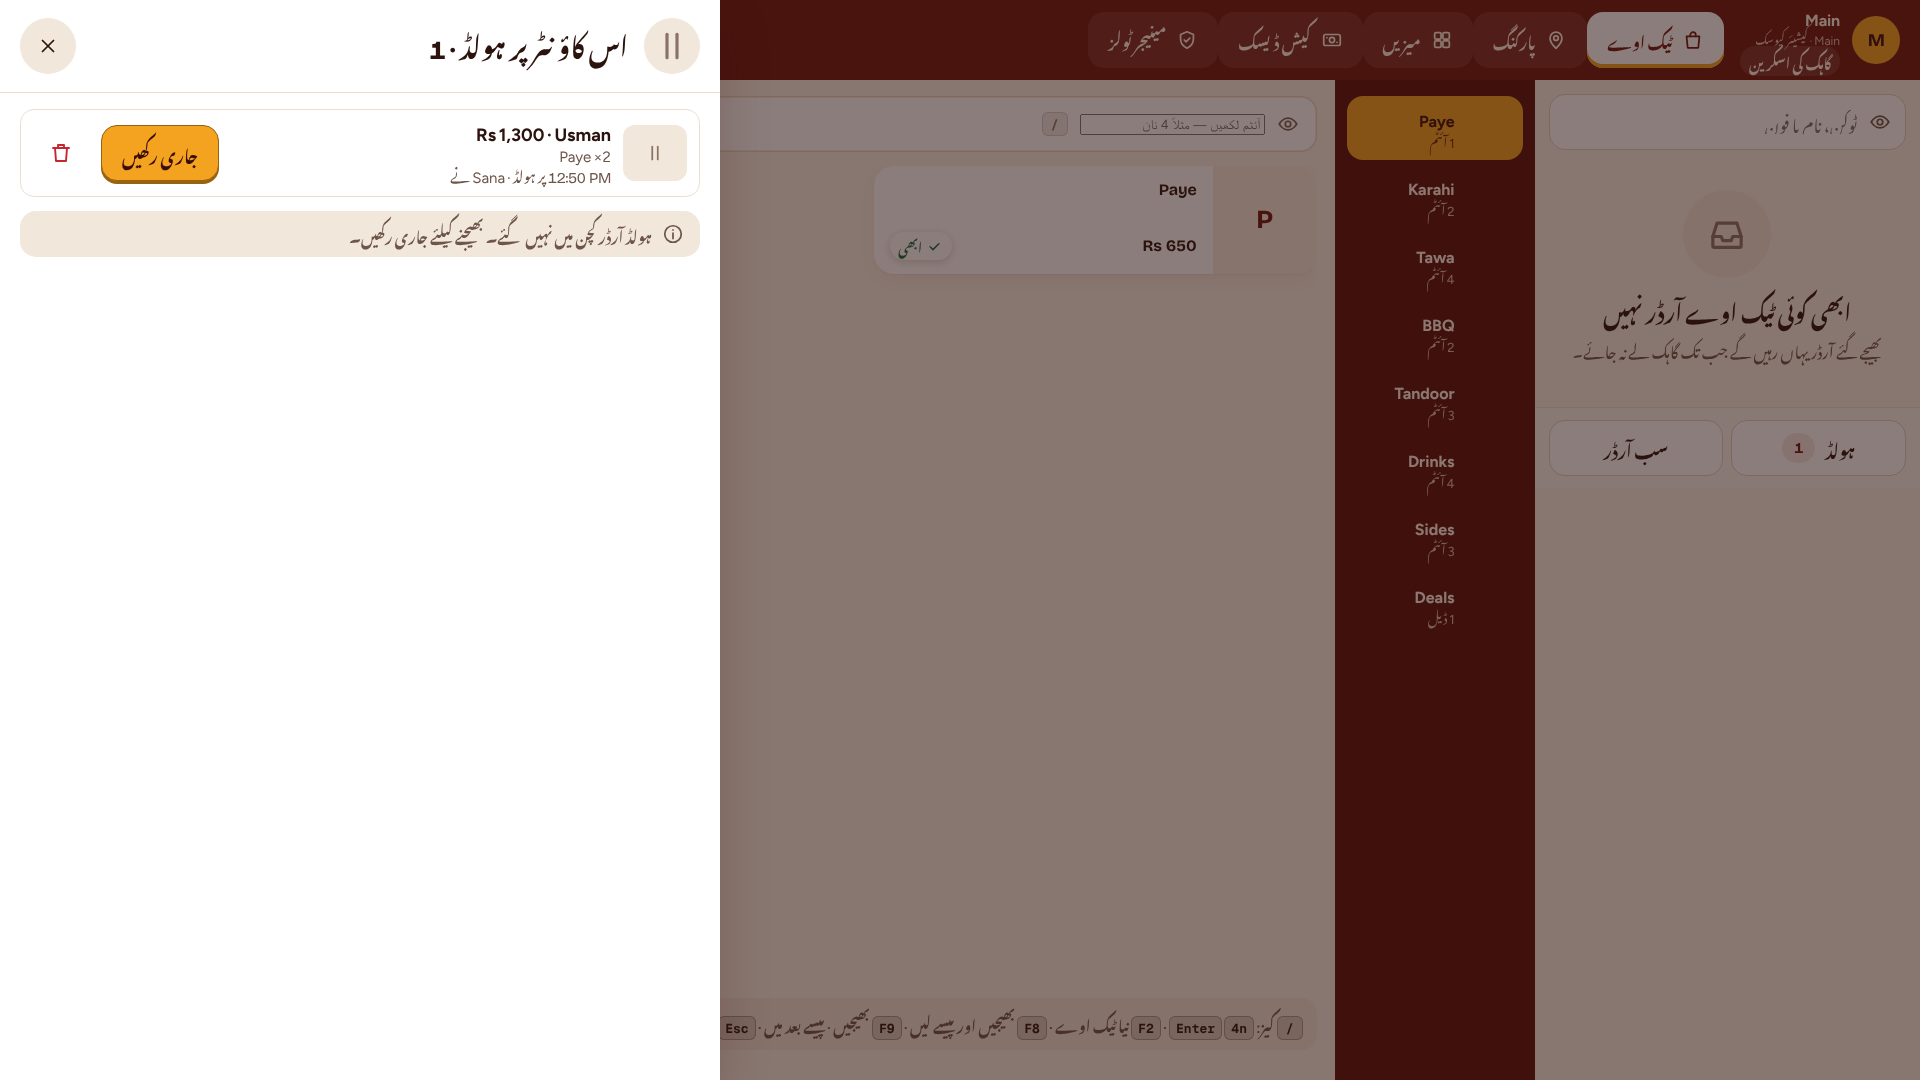 Main
Main · کیشیئر کیوسک
گاہک کی اسکرین
M
ٹیک اوے
پارکنگ
میزیں
کیش ڈیسک
مینیجر ٹولز
ٹوکن، نام یا فون
ابھی کوئی ٹیک اوے آرڈر نہیں
بھیجے گئے آرڈر یہاں رہیں گے جب تک گاہک لے نہ جائے۔
ہولڈ 1
سب آرڈر
Paye
1 آئٹم
Karahi
2 آئٹم
Tawa
4 آئٹم
BBQ
2 آئٹم
Tandoor
3 آئٹم
Drinks
4 آئٹم
Sides
3 آئٹم
Deals
1 ڈیل
آئٹم لکھیں — مثلاً 4 نان
/
P
Paye
Rs 650
ابھی
کیز: / 4n Enter · F2 نیا ٹیک اوے · F8 بھیجیں اور پیسے لیں · F9 بھیجیں · پیسے بعد میں · Esc
اس کاؤنٹر پر ہولڈ · 1
Rs 1,300 · Usman
Paye ×2
12:50 PM پر ہولڈ · Sana نے
جاری رکھیں
ہولڈ آرڈر کچن میں نہیں گئے۔ بھیجنے کیلئے جاری رکھیں۔